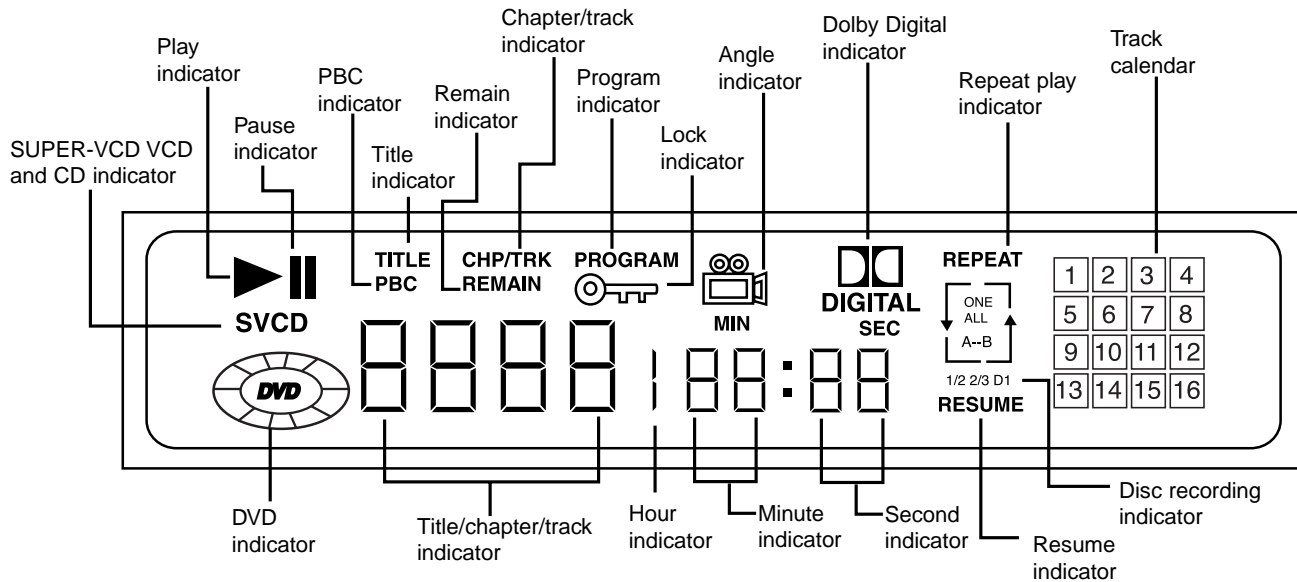 Chapter/track
indicator
Dolby Digital
indicator
Track
calendar
Play
indicator
PBC
indicator
Remain
indicator
Program
indicator
Angle
indicator
Repeat play
indicator
Pause
indicator
Title
indicator
Lock
indicator
SUPER-VCD VCD
and CD indicator
TITLE
PBC
CHP/TRK
REMAIN
PROGRAM
MIN
DIGITAL
SEC
REPEAT
ONE
ALL
A--B
1/2 2/3 D1
RESUME
SVCD
DVD
88881 88:88
1 2 3 4
5 6 7 8
9 10 11 12
13 14 15 16
DVD
indicator
Title/chapter/track
indicator
Hour
indicator
Minute
indicator
Second
indicator
Disc recording
indicator
Resume
indicator